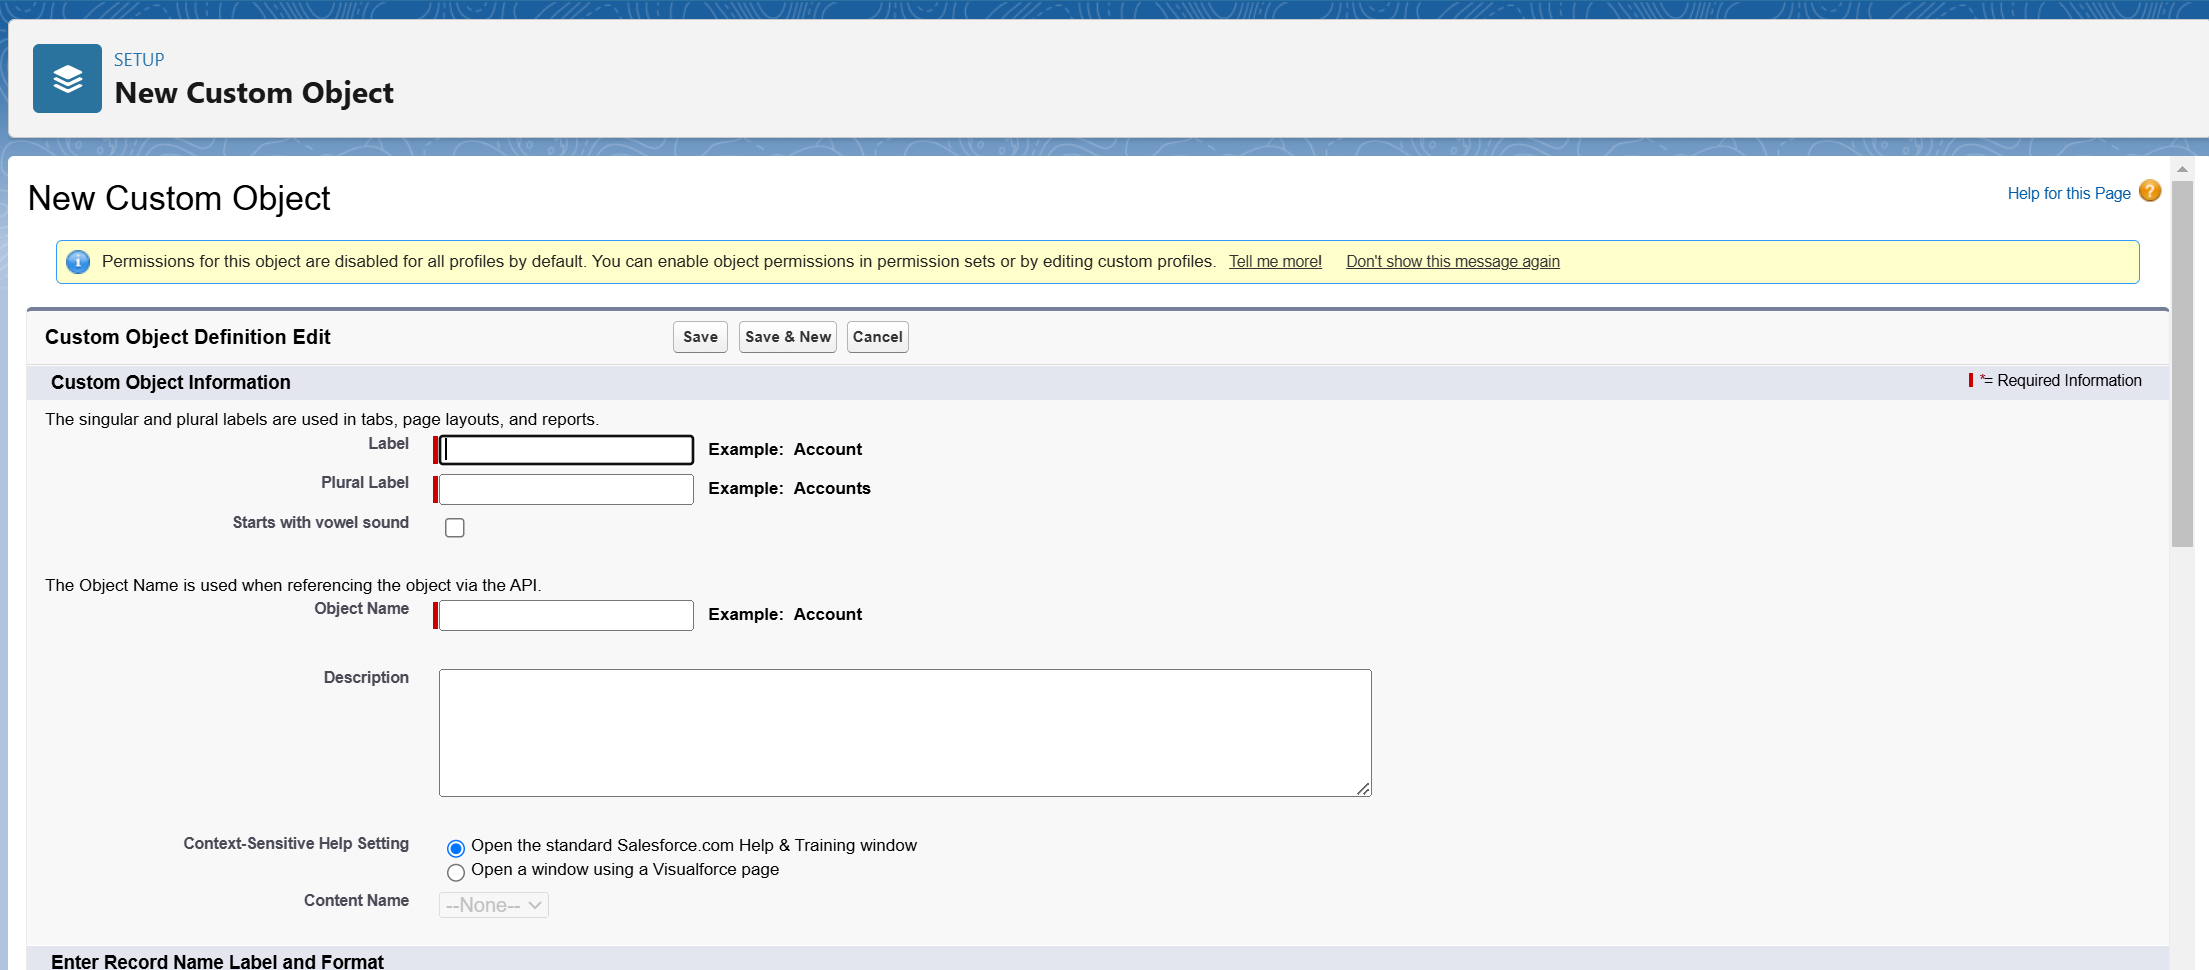 SETUP
New Custom Object
New Custom Object
Help for this Page
Permissions for this object are disabled for all profiles by default. You can enable object permissions in permission sets or by editing custom profiles. Tell me more! Don't show this message again
Custom Object Definition Edit Save Save & New Cancel
Custom Object Information *= Required Information
The singular and plural labels are used in tabs, page layouts, and reports.
Label Example: Account
Plural Label Example: Accounts
Starts with vowel sound
The Object Name is used when referencing the object via the API.
Object Name Example: Account
Description
Context-Sensitive Help Setting Open the standard Salesforce.com Help & Training window
Open a window using a Visualforce page
Content Name --None--
Enter Record Name Label and Format